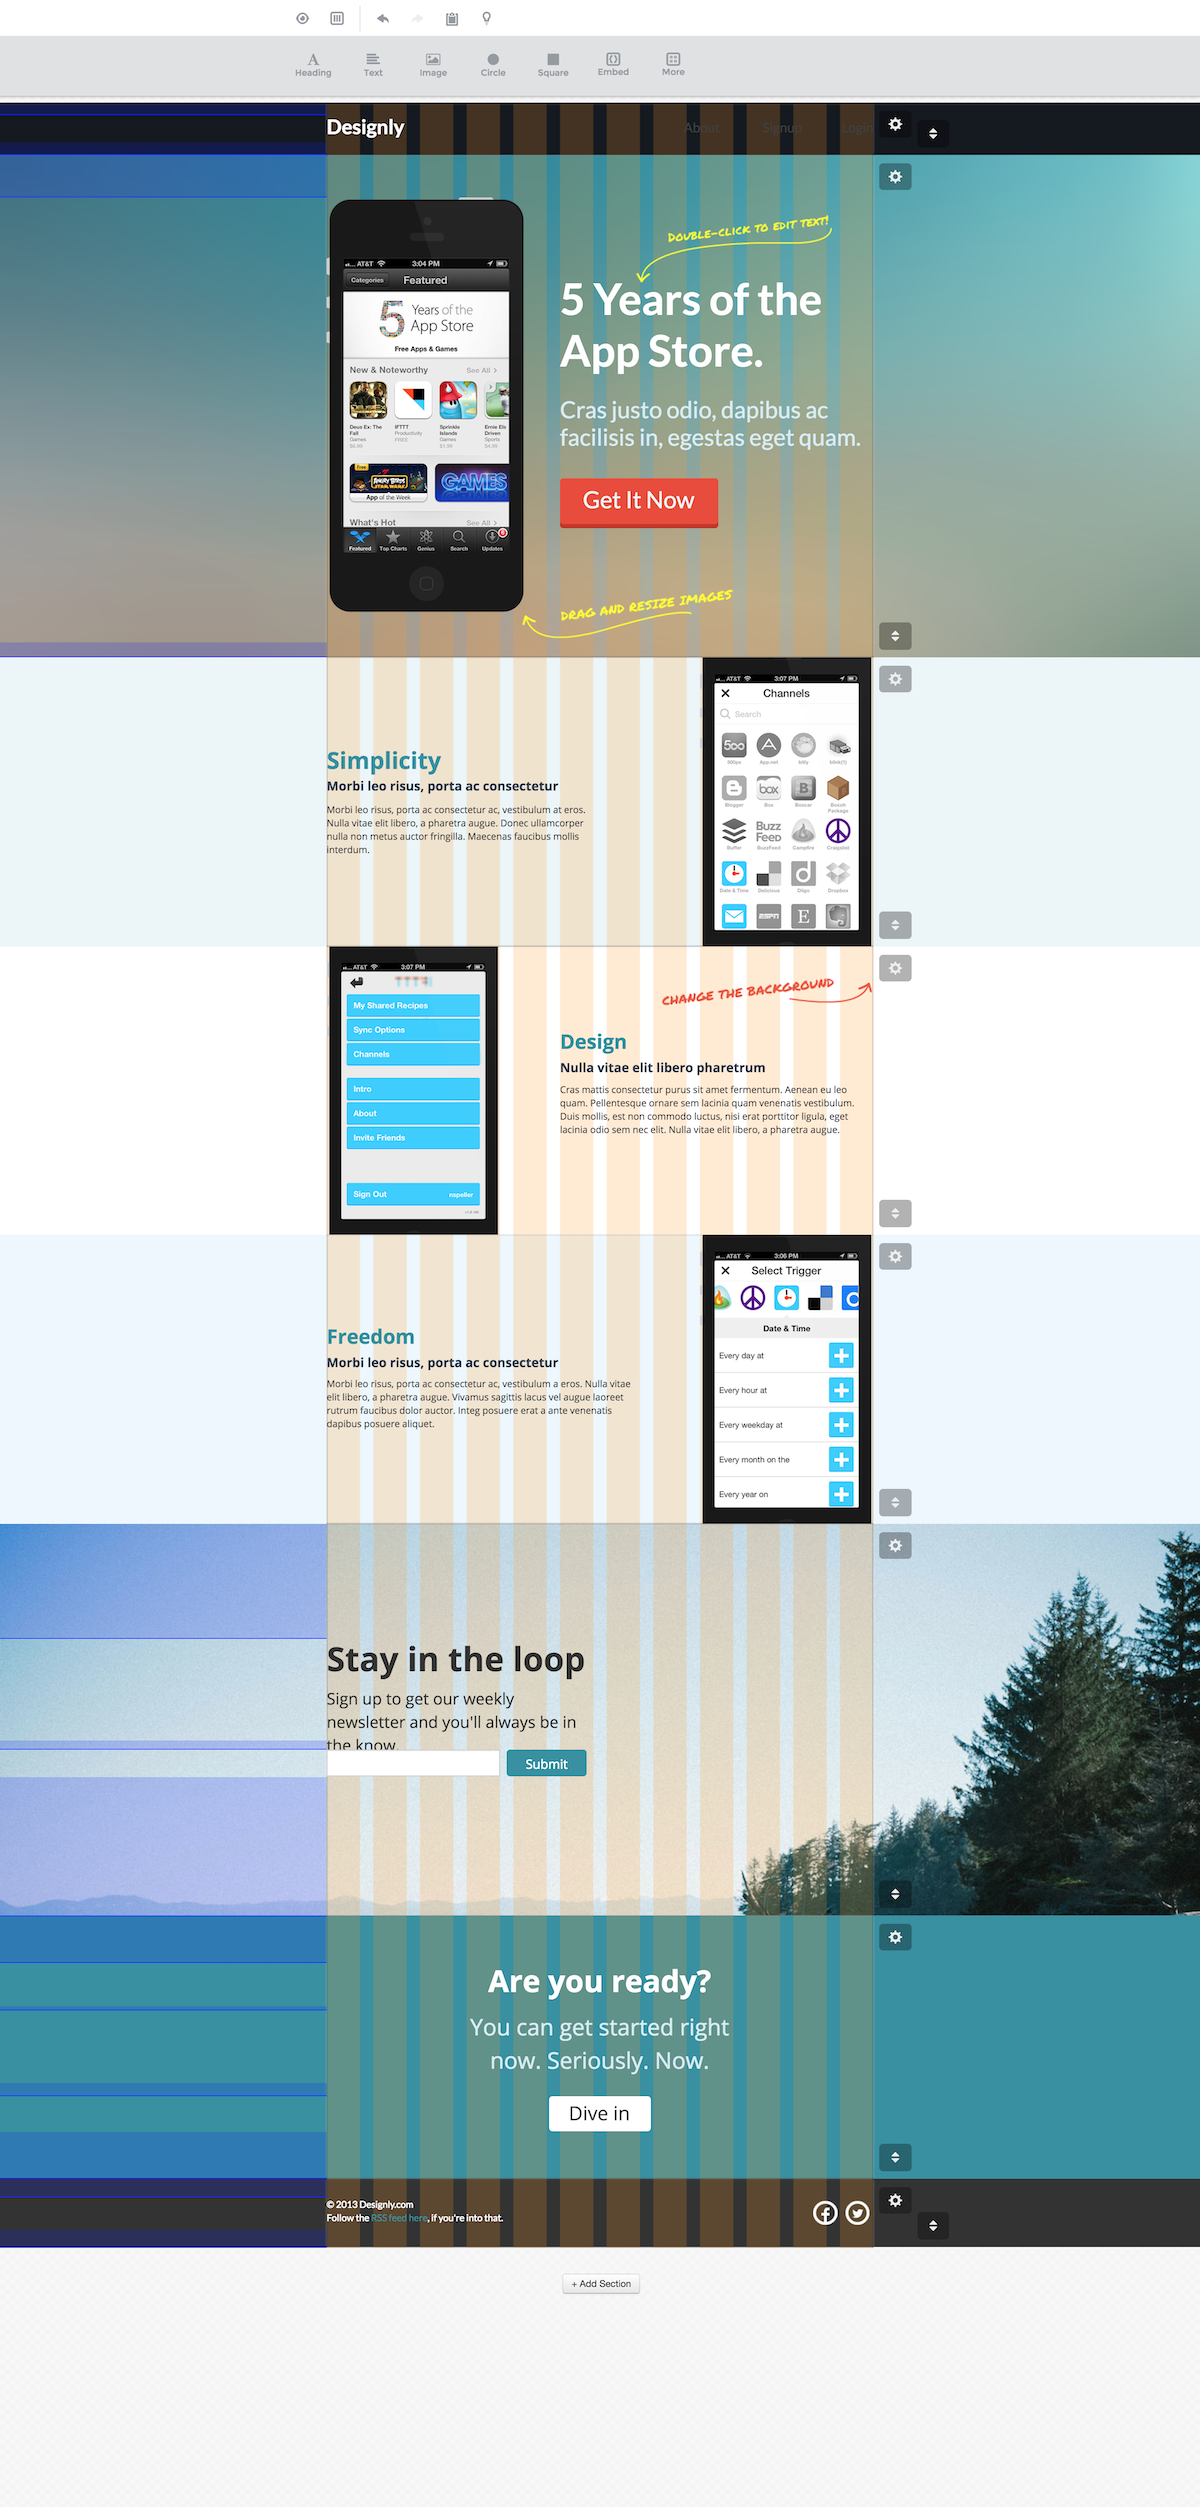 Heading Text Image Circle Square Embed More
Designly
About Signup Login
DOUBLE-CLICK TO EDIT TEXT!
AT&T 3:04 PM
Categories Featured
5 Years of the
App Store
Free Apps & Games
New & Noteworthy See All >
Deus Ex: The
Fall
Games
$6.99
IFTTT
Productivity
FREE
Sprinkle
Islands
Games
$1.99
Ernie Els
Driven
Sports
$4.99
Free
ANGRY BIRDS
STAR WARS
App of the Week
GAMES
What's Hot See All >
Featured Top Charts Genius Search Updates
5 Years of the
App Store.
Cras justo odio, dapibus ac
facilisis in, egestas eget quam.
Get It Now
DRAG AND RESIZE IMAGES
Simplicity
Morbi leo risus, porta ac consectetur
Morbi leo risus, porta ac consectetur ac, vestibulum at eros.
Nulla vitae elit libero, a pharetra augue. Donec ullamcorper
nulla non metus auctor fringilla. Maecenas faucibus mollis
interdum.
AT&T 3:07 PM
Channels
Search
500px App.net bitly blink(1)
Blogger Box Boxcar Boxoh
Package
Buffer BuzzFeed Campfire Craigslist
Date & Time Delicious Diigo Dropbox
ESPN E
AT&T 3:07 PM
My Shared Recipes
Sync Options
Channels
Intro
About
Invite Friends
Sign Out nspeller
CHANGE THE BACKGROUND
Design
Nulla vitae elit libero pharetrum
Cras mattis consectetur purus sit amet fermentum. Aenean eu leo
quam. Pellentesque ornare sem lacinia quam venenatis vestibulum.
Duis mollis, est non commodo luctus, nisi erat porttitor ligula, eget
lacinia odio sem nec elit. Nulla vitae elit libero, a pharetra augue.
Freedom
Morbi leo risus, porta ac consectetur
Morbi leo risus, porta ac consectetur ac, vestibulum a eros. Nulla vitae
elit libero, a pharetra augue. Vivamus sagittis lacus vel augue laoreet
rutrum faucibus dolor auctor. Integ posuere erat a ante venenatis
dapibus posuere aliquet.
AT&T 3:06 PM
Select Trigger
Date & Time
Every day at
Every hour at
Every weekday at
Every month on the
Every year on
Stay in the loop
Sign up to get our weekly
newsletter and you'll always be in
the know.
Submit
Are you ready?
You can get started right
now. Seriously. Now.
Dive in
© 2013 Designly.com
Follow the RSS feed here, if you're into that.
+ Add Section